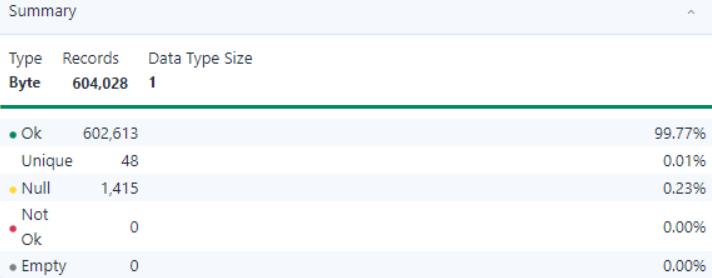 Summary
Type Records Data Type Size
Byte 604,028 1
Ok 602,613 99.77%
Unique 48 0.01%
Null 1,415 0.23%
Not
Ok 0 0.00%
Empty 0 0.00%